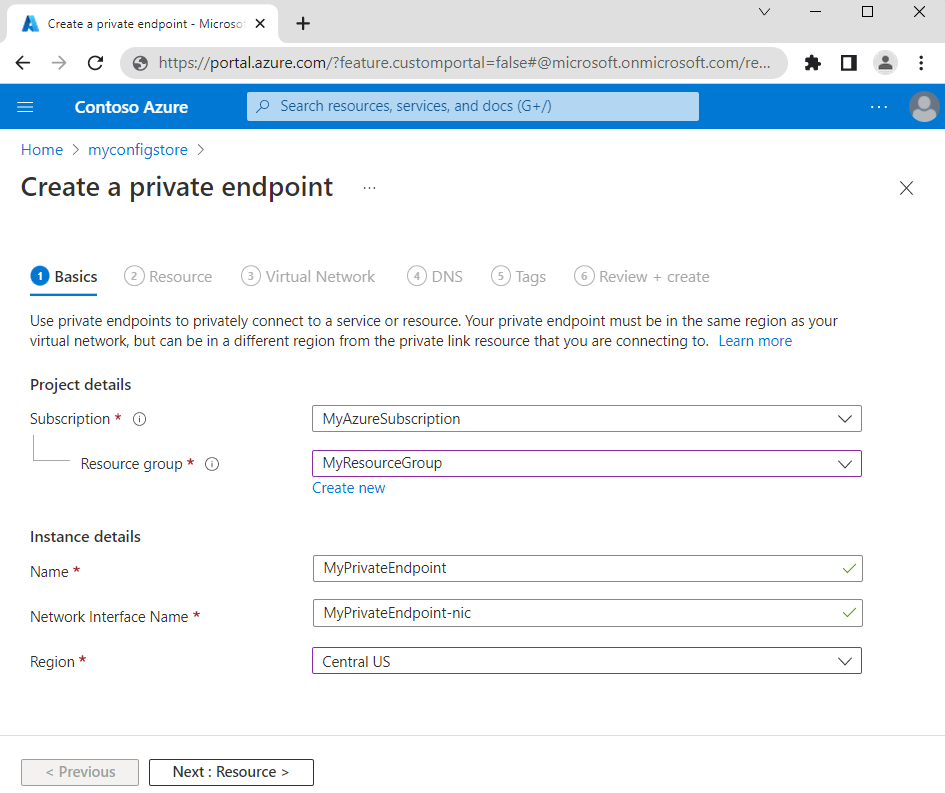 Create a private endpoint - Microso
https://portal.azure.com/?feature.customportal=false#@microsoft.onmicrosoft.com/re...
Contoso Azure
Search resources, services, and docs (G+/)
...
Home > myconfigstore >
Create a private endpoint ...
1 Basics 2 Resource 3 Virtual Network 4 DNS 5 Tags 6 Review + create
Use private endpoints to privately connect to a service or resource. Your private endpoint must be in the same region as your
virtual network, but can be in a different region from the private link resource that you are connecting to. Learn more
Project details
Subscription * MyAzureSubscription
Resource group * MyResourceGroup
Create new
Instance details
Name * MyPrivateEndpoint
Network Interface Name * MyPrivateEndpoint-nic
Region * Central US
< Previous Next : Resource >